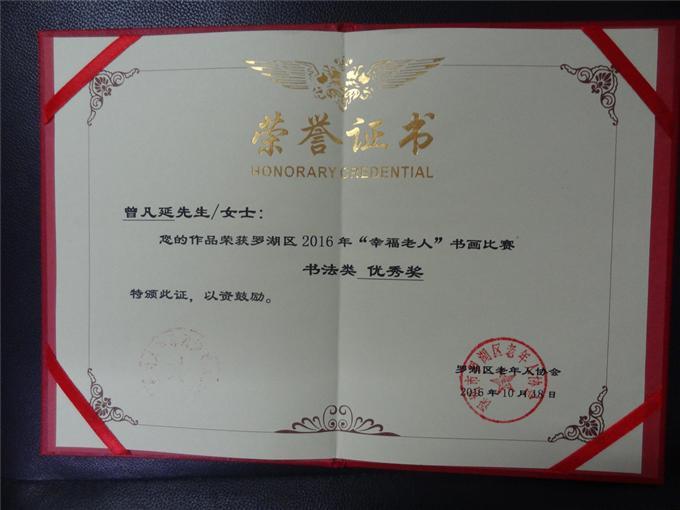 荣誉证书
HONORARY CREDENTIAL
曾凡延先生/女士：
您的作品荣获罗湖区2016年“幸福老人”书画比赛
书法类 优秀奖
特颁此证，以资鼓励。
罗湖区老年人协会
2016年10月18日